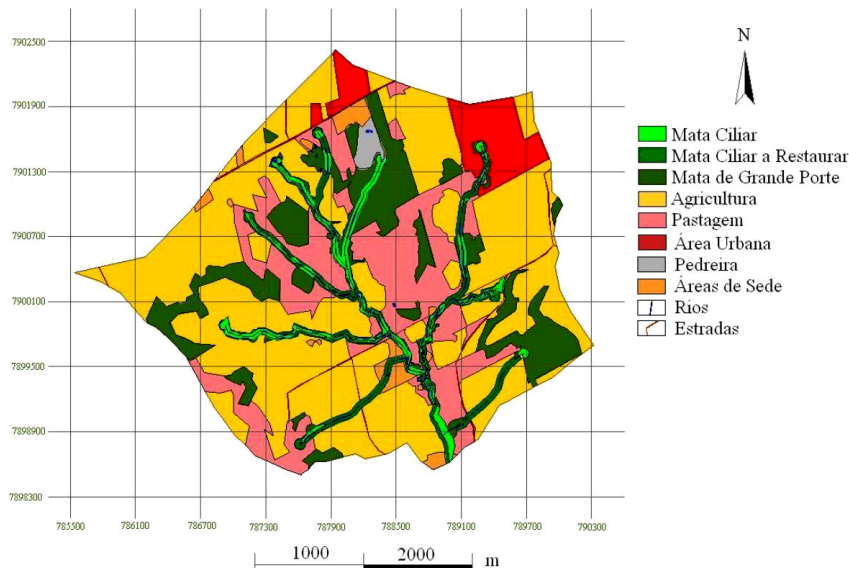 7902500
7901900
7901300
7900700
7900100
7899500
7898900
7898300
785500 786100 786700 787300 787900 788500 789100 789700 790300
1000 2000 m
N
Mata Ciliar
Mata Ciliar a Restaurar
Mata de Grande Porte
Agricultura
Pastagem
Área Urbana
Pedreira
Áreas de Sede
Rios
Estradas